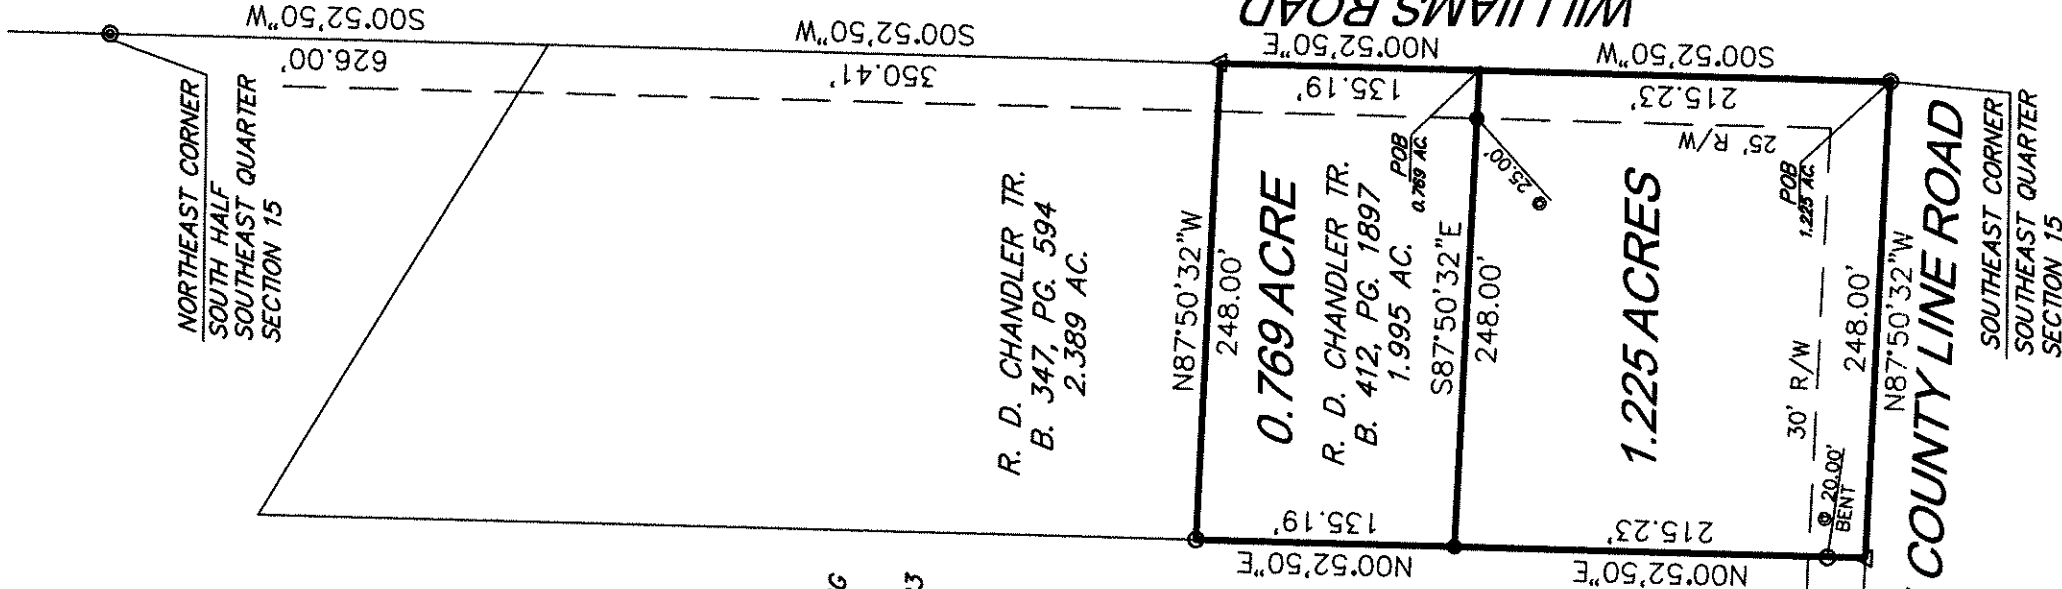 S00°52'50"W
626.00'
NORTHEAST CORNER
SOUTH HALF
SOUTHEAST QUARTER
SECTION 15
S00°52'50"W
350.41'
R. D. CHANDLER TR.
B. 347, PG. 594
2.389 AC.
WILLIAMS ROAD
N00°52'50"E
135.19'
N87°50'32"W
248.00'
0.769 ACRE
R. D. CHANDLER TR.
B. 412, PG. 1897
1.995 AC.
POB
0.769 AC.
S87°50'32"E
248.00'
25.00'
135.19'
N00°52'50"E
S00°52'50"W
215.23'
25' R/W
POB
1.225 AC.
1.225 ACRES
30' R/W
20.00'
BENT
215.23'
N00°52'50"E
248.00'
N87°50'32"W
COUNTY LINE ROAD
SOUTHEAST CORNER
SOUTHEAST QUARTER
SECTION 15
G
3